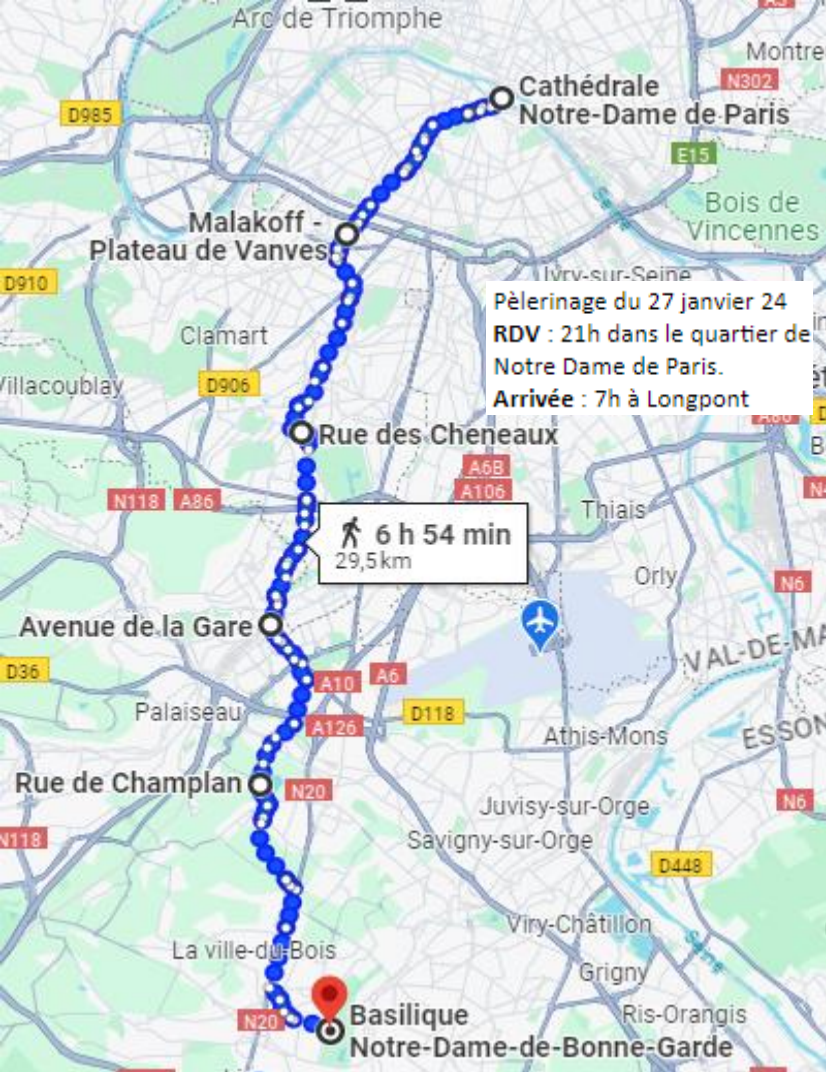 Arc de Triomphe
Montre
N302
Cathédrale
Notre-Dame de Paris
D985
E15
Bois de
Vincennes
Seine
Malakoff -
Plateau de Vanves
D910
Ivry-sur-Seine
Pèlerinage du 27 janvier 24
RDV : 21h dans le quartier de
Notre Dame de Paris.
Arrivée : 7h à Longpont
Clamart
Villacoublay
D906
Rue des Cheneaux
A86
A6B
A106
N118
A86
Thiais
6 h 54 min
29,5 km
Orly
N6
Avenue de la Gare
VAL-DE-MA
D36
A10
A6
Palaiseau
D118
A126
Athis-Mons
ESSON
Rue de Champlan
N20
N6
Juvisy-sur-Orge
N118
Savigny-sur-Orge
D448
Viry-Châtillon
La ville-du-Bois
Seine
Grigny
N20
Basilique
Notre-Dame-de-Bonne-Garde
Ris-Orangis